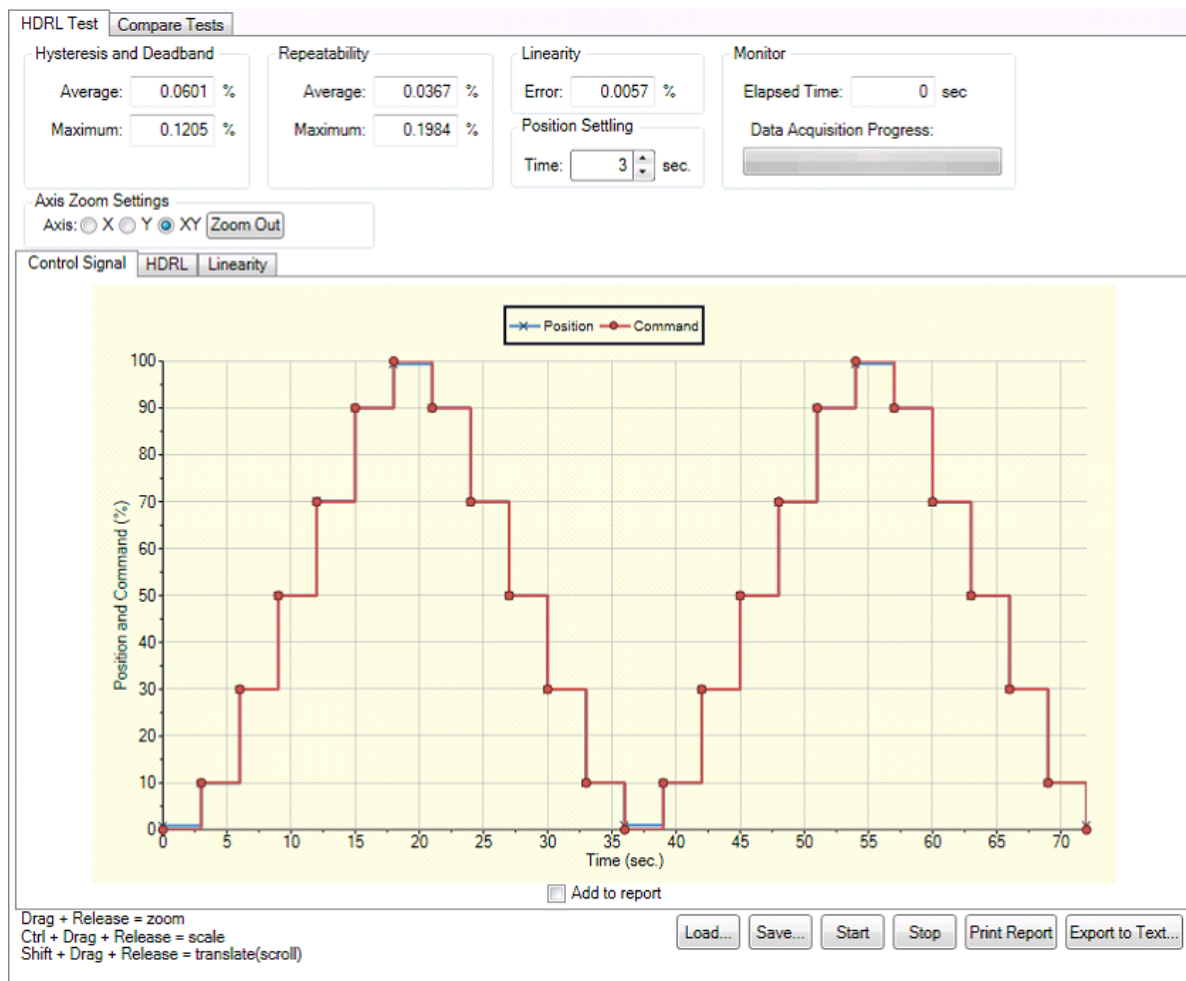 HDRL Test Compare Tests
Hysteresis and Deadband
Average: 0.0601 %
Maximum: 0.1205 %
Repeatability
Average: 0.0367 %
Maximum: 0.1984 %
Linearity
Error: 0.0057 %
Position Settling
Time: 3 sec.
Monitor
Elapsed Time: 0 sec
Data Acquisition Progress:
Axis Zoom Settings
Axis: X Y XY Zoom Out
Control Signal HDRL Linearity
Position Command
Position and Command (%)
100
90
80
70
60
50
40
30
20
10
0
0 5 10 15 20 25 30 35 40 45 50 55 60 65 70
Time (sec.)
Add to report
Drag + Release = zoom
Ctrl + Drag + Release = scale
Shift + Drag + Release = translate(scroll)
Load... Save... Start Stop Print Report Export to Text...